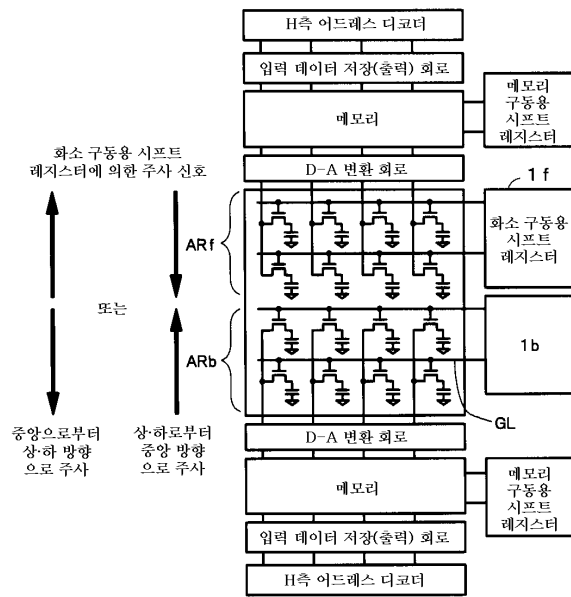 H측 어드레스 디코더
입력 데이터 저장(출력) 회로
메모리
메모리
구동용
시프트
레지스터
화소 구동용 시프트
레지스터에 의한 주사 신호
D-A 변환 회로
1f
ARf
화소 구동용
시프트
레지스터
또는
ARb
1b
GL
중앙으로부터
상·하 방향
으로 주사
상·하로부터
중앙 방향
으로 주사
D-A 변환 회로
메모리
메모리
구동용
시프트
레지스터
입력 데이터 저장(출력) 회로
H측 어드레스 디코더